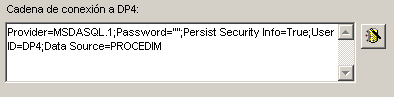 Cadena de conexión a DP4:
Provider=MSDASQL.1;Password="";Persist Security Info=True;User
ID=DP4;Data Source=PROCEDIM